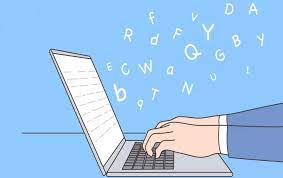 f V D A
R d F Q Y G B Y
E C W a N !
b 9 T N u